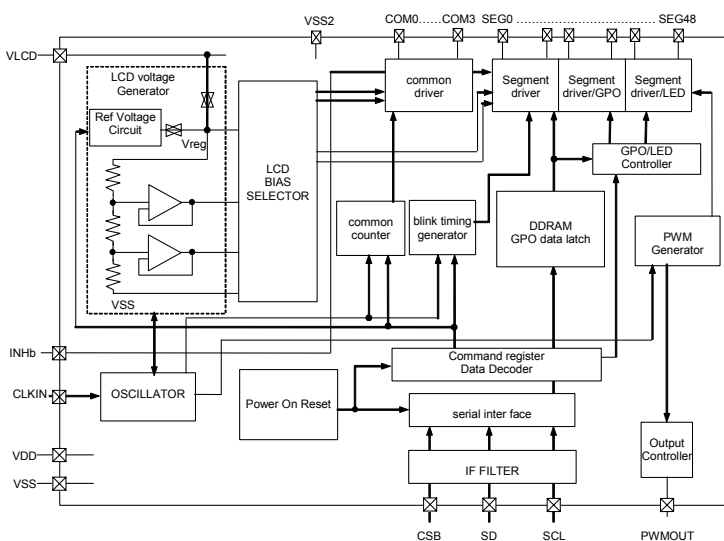 VSS2
COM0......COM3
SEG0 ........................... SEG48
VLCD
LCD voltage
Generator
Ref Voltage
Circuit
Vreg
VSS
LCD
BIAS
SELECTOR
common
driver
Segment
driver
Segment
driver/GPO
Segment
driver/LED
GPO/LED
Controller
common
counter
blink timing
generator
DDRAM
GPO data latch
PWM
Generator
INHb
CLKIN
OSCILLATOR
Power On Reset
Command register
Data Decoder
serial inter face
IF FILTER
Output
Controller
VDD
VSS
CSB
SD
SCL
PWMOUT